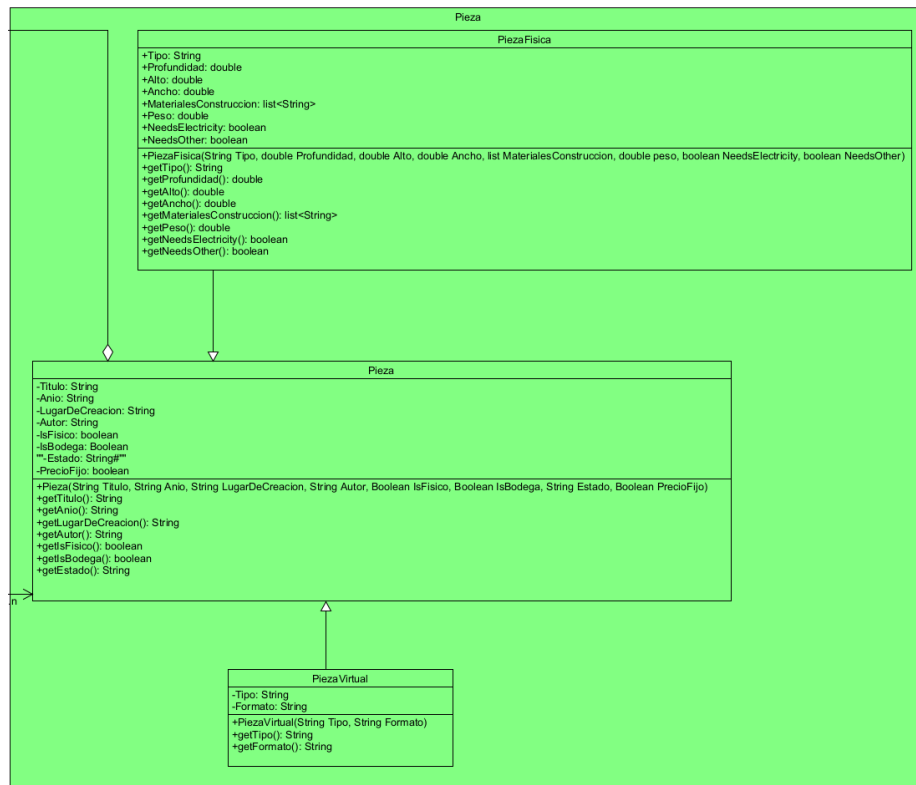 Pieza
PiezaFisica
+Tipo: String
+Profundidad: double
+Alto: double
+Ancho: double
+MaterialesConstruccion: list<String>
+Peso: double
+NeedsElectricity: boolean
+NeedsOther: boolean
+PiezaFisica(String Tipo, double Profundidad, double Alto, double Ancho, list MaterialesConstruccion, double peso, boolean NeedsElectricity, boolean NeedsOther)
+getTipo(): String
+getProfundidad(): double
+getAlto(): double
+getAncho(): double
+getMaterialesConstruccion(): list<String>
+getPeso(): double
+getNeedsElectricity(): boolean
+getNeedsOther(): boolean
Pieza
-Titulo: String
-Anio: String
-LugarDeCreacion: String
-Autor: String
-IsFisico: boolean
-IsBodega: Boolean
""-Estado: String#""
-PrecioFijo: boolean
+Pieza(String Titulo, String Anio, String LugarDeCreacion, String Autor, Boolean IsFisico, Boolean IsBodega, String Estado, Boolean PrecioFijo)
+getTitulo(): String
+getAnio(): String
+getLugarDeCreacion(): String
+getAutor(): String
+getIsFisico(): boolean
+getIsBodega(): boolean
+getEstado(): String
.n
PiezaVirtual
-Tipo: String
-Formato: String
+PiezaVirtual(String Tipo, String Formato)
+getTipo(): String
+getFormato(): String